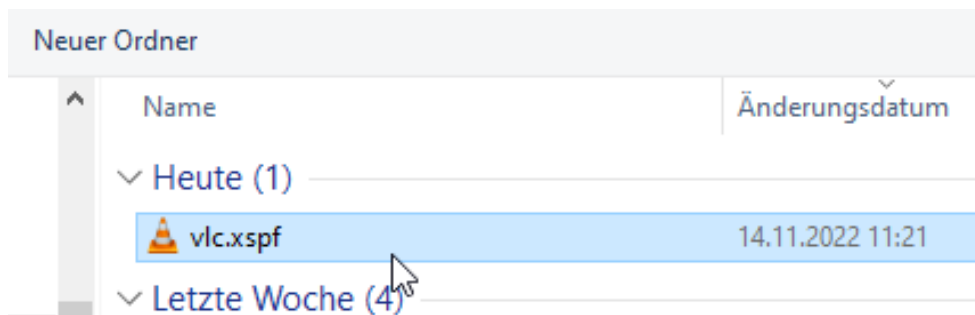 Neuer Ordner
Name Änderungsdatum
Heute (1)
vlc.xspf 14.11.2022 11:21
Letzte Woche (4)